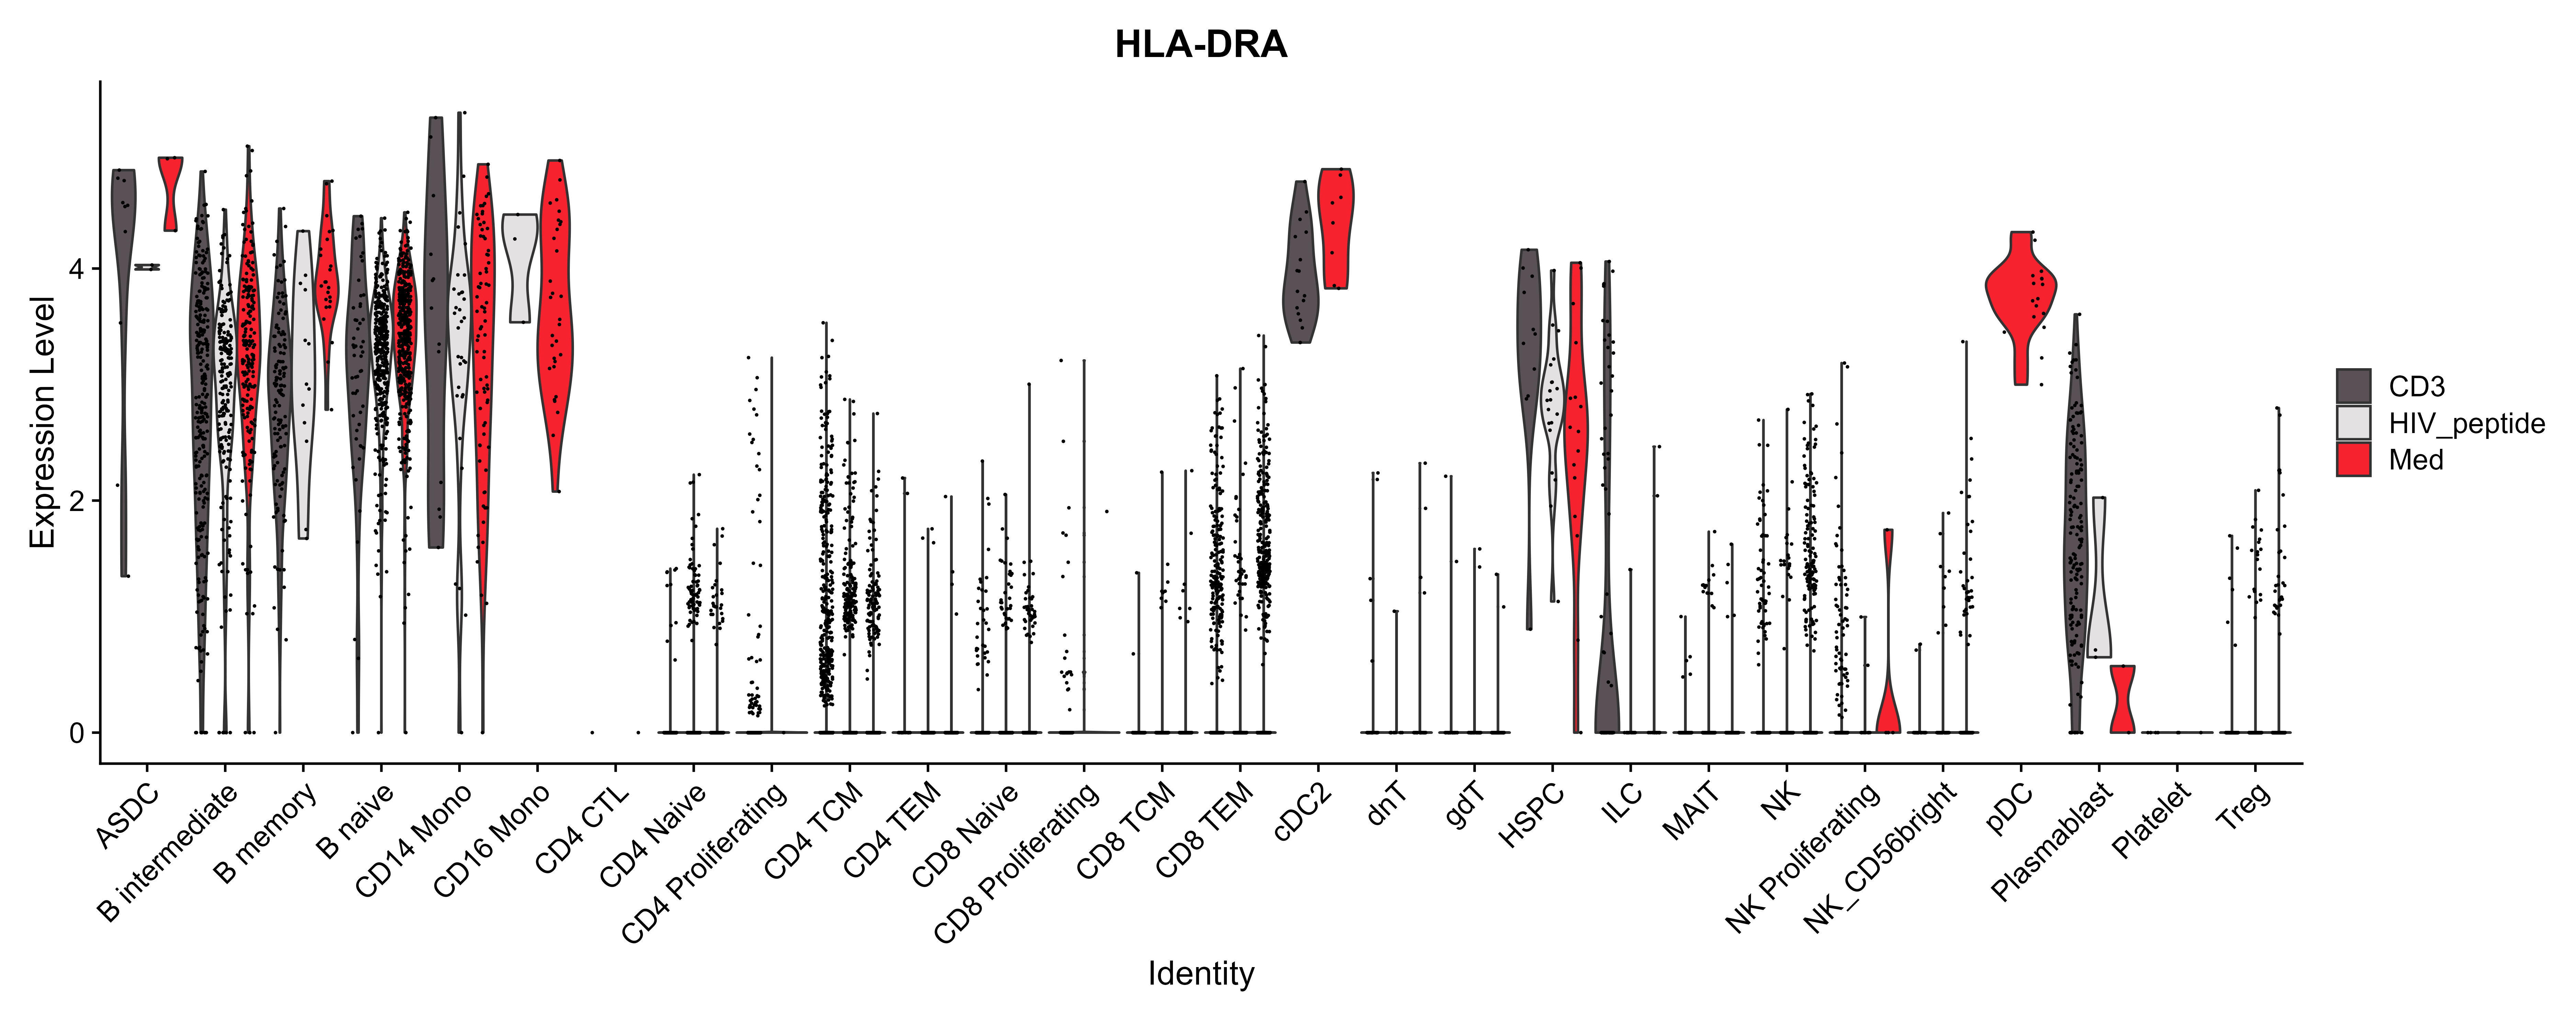 HLA-DRA
Expression Level
4
2
0
ASDC
B intermediate
B memory
B naive
CD14 Mono
CD16 Mono
CD4 CTL
CD4 Naive
CD4 Proliferating
CD4 TCM
CD4 TEM
CD8 Naive
CD8 Proliferating
CD8 TCM
CD8 TEM
cDC2
dnT
gdT
HSPC
ILC
MAIT
NK
NK Proliferating
NK_CD56bright
pDC
Plasmablast
Platelet
Treg
Identity
CD3
HIV_peptide
Med